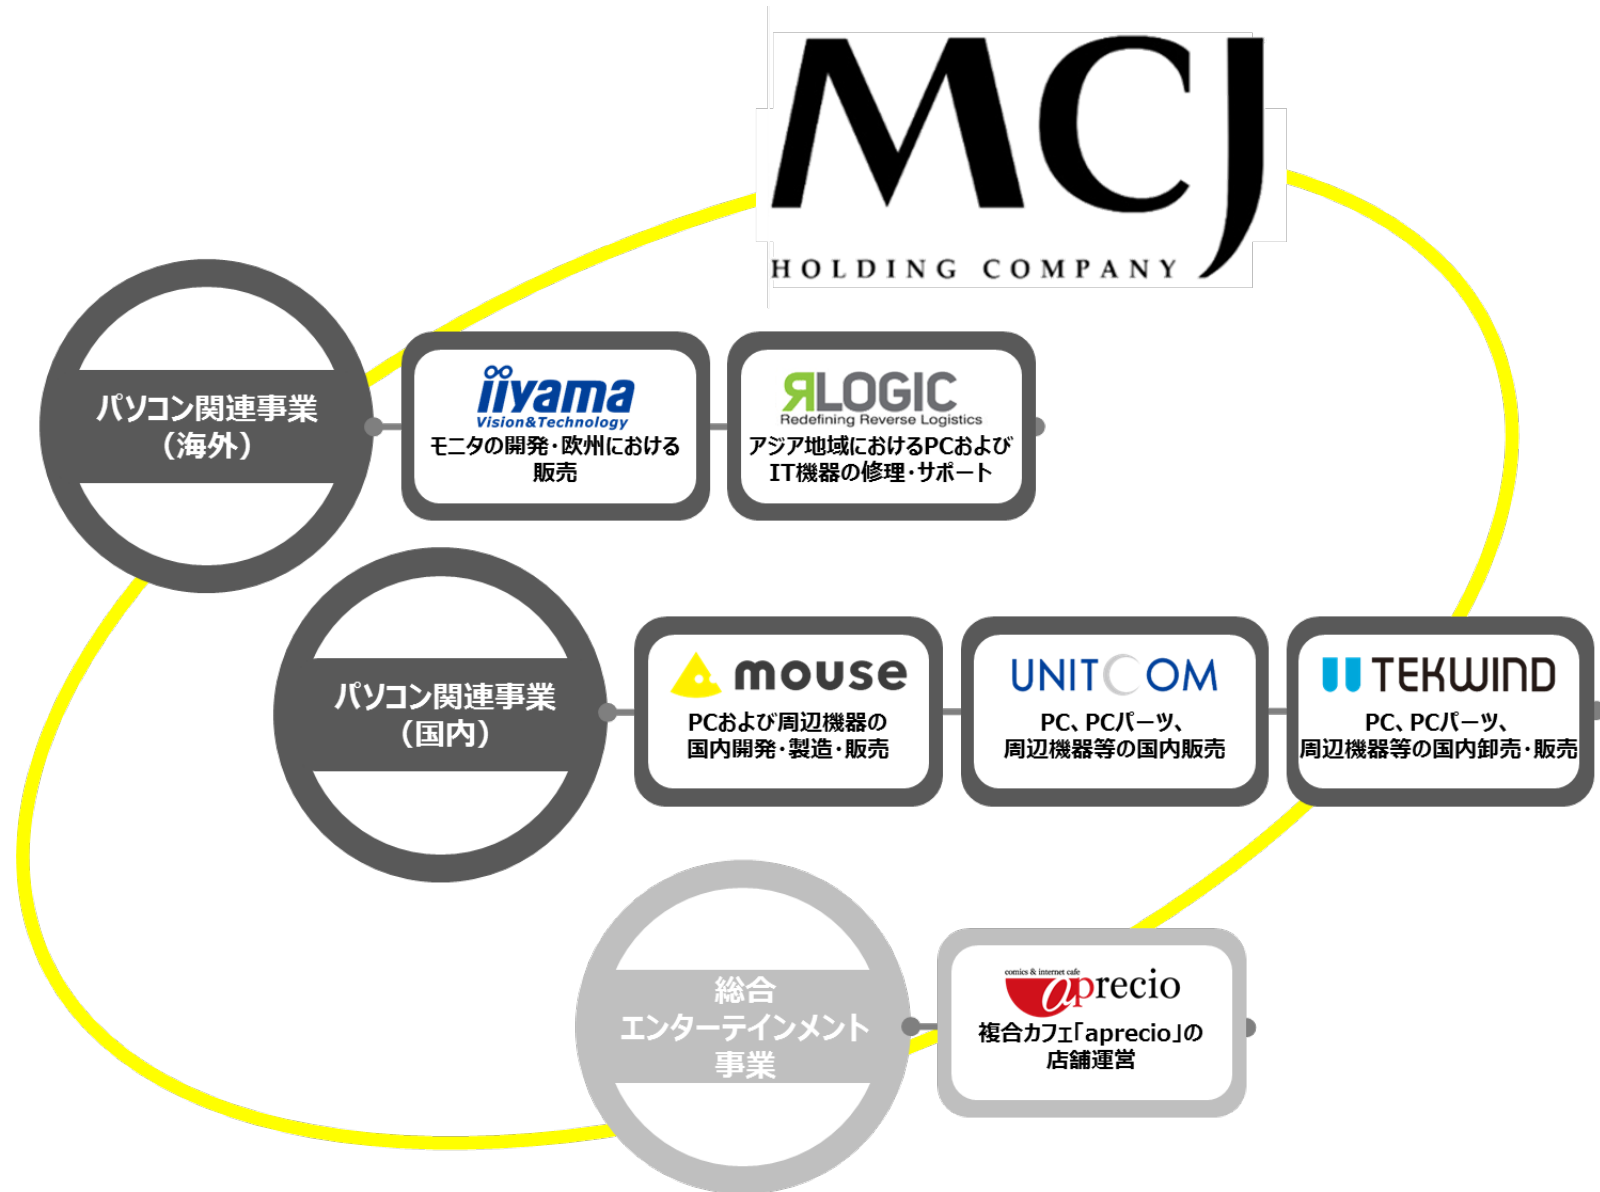 MCJ
HOLDING COMPANY
パソコン関連事業
（海外）
iiyama
Vision&Technology
モニタの開発・欧州における
販売
RLOGIC
Redefining Reverse Logistics
アジア地域におけるPCおよび
IT機器の修理・サポート
パソコン関連事業
（国内）
mouse
PCおよび周辺機器の
国内開発・製造・販売
UNITCOM
PC、PCパーツ、
周辺機器等の国内販売
TEKWIND
PC、PCパーツ、
周辺機器等の国内卸売・販売
総合
エンターテインメント
事業
comics & internet cafe
aprecio
複合カフェ「aprecio」の
店舗運営